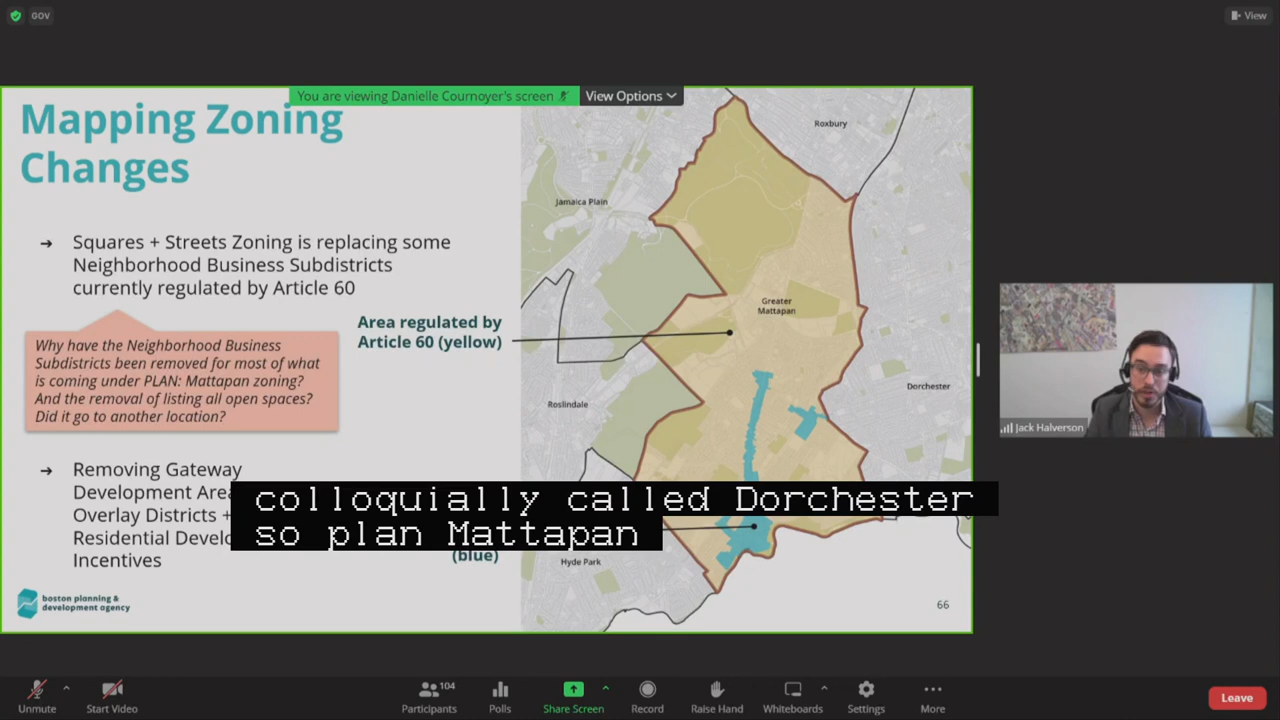 GOV
View
You are viewing Danielle Cournoyer's screen
View Options
Mapping Zoning
Changes
→ Squares + Streets Zoning is replacing some
Neighborhood Business Subdistricts
currently regulated by Article 60
Area regulated by
Article 60 (yellow)
Why have the Neighborhood Business
Subdistricts been removed for most of what
is coming under PLAN: Mattapan zoning?
And the removal of listing all open spaces?
Did it go to another location?
→ Removing Gateway
Development Area
Overlay Districts +
Residential Develo
Incentives
(blue)
boston planning &
development agency
Roxbury
Jamaica Plain
Greater
Mattapan
Dorchester
Roslindale
Hyde Park
66
colloquially called Dorchester
so plan Mattapan
Jack Halverson
Unmute
Start Video
Participants
104
Polls
Share Screen
Record
Raise Hand
Whiteboards
Settings
More
Leave